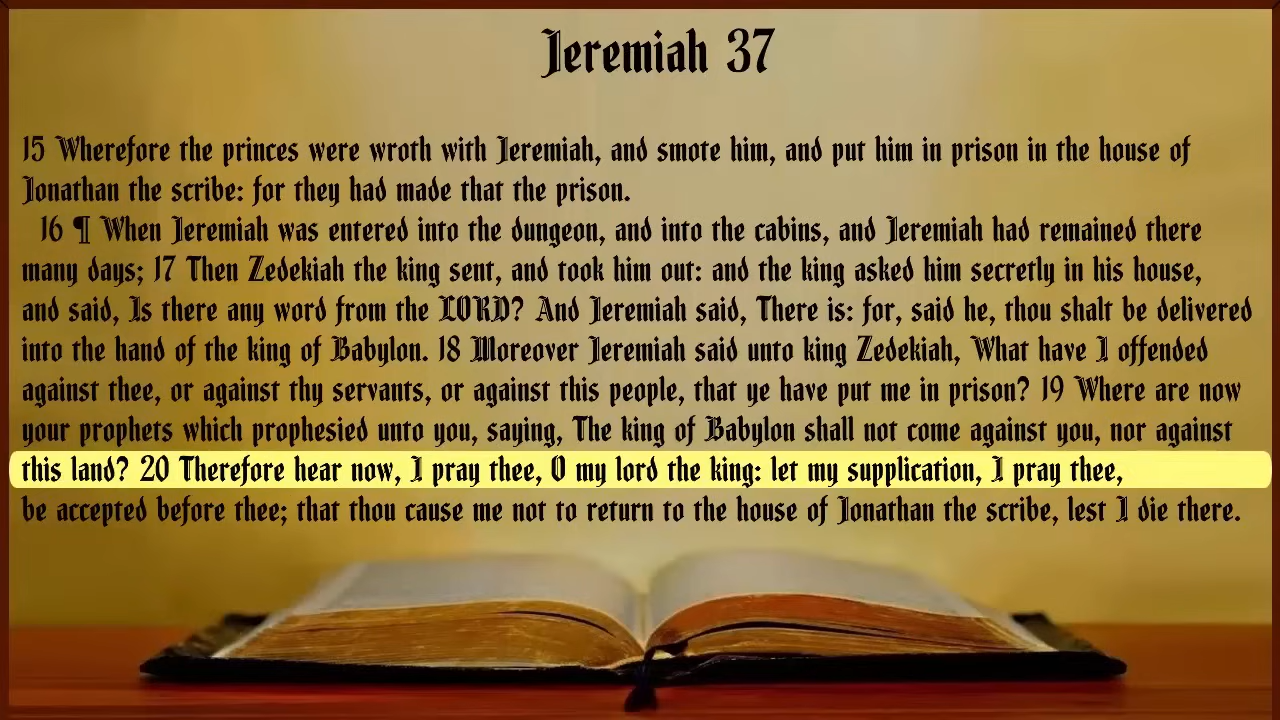 Jeremiah 37
15 Wherefore the princes were wroth with Jeremiah, and smote him, and put him in prison in the house of
Jonathan the scribe: for they had made that the prison.
16 ¶ When Jeremiah was entered into the dungeon, and into the cabins, and Jeremiah had remained there
many days; 17 Then Zedekiah the king sent, and took him out: and the king asked him secretly in his house,
and said, Is there any word from the LORD? And Jeremiah said, There is: for, said he, thou shalt be delivered
into the hand of the king of Babylon. 18 Moreover Jeremiah said unto king Zedekiah, What have I offended
against thee, or against thy servants, or against this people, that ye have put me in prison? 19 Where are now
your prophets which prophesied unto you, saying, The king of Babylon shall not come against you, nor against
this land? 20 Therefore hear now, I pray thee, O my lord the king: let my supplication, I pray thee,
be accepted before thee; that thou cause me not to return to the house of Jonathan the scribe, lest I die there.